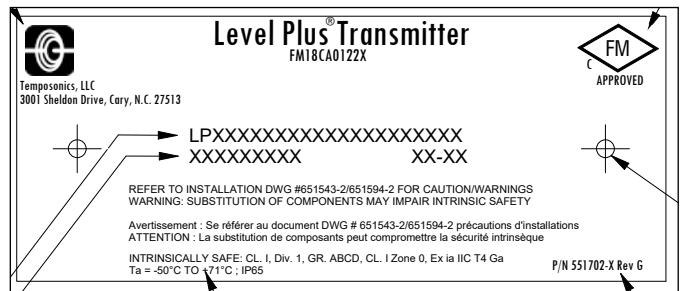 Level Plus® Transmitter
FM18CA0122X
FM
C
APPROVED
Temposonics, LLC
3001 Sheldon Drive, Cary, N.C. 27513
LPXXXXXXXXXXXXXXXXXXXX
XXXXXXXXX XX-XX
REFER TO INSTALLATION DWG #651543-2/651594-2 FOR CAUTION/WARNINGS
WARNING: SUBSTITUTION OF COMPONENTS MAY IMPAIR INTRINSIC SAFETY
Avertissement : Se référer au document DWG # 651543-2/651594-2 précautions d'installations
ATTENTION : La substitution de composants peut compromettre la sécurité intrinsèque
INTRINSICALLY SAFE: CL. I, Div. 1, GR. ABCD, CL. I Zone 0, Ex ia IIC T4 Ga
Ta = -50°C TO +71°C ; IP65
P/N 551702-X Rev G